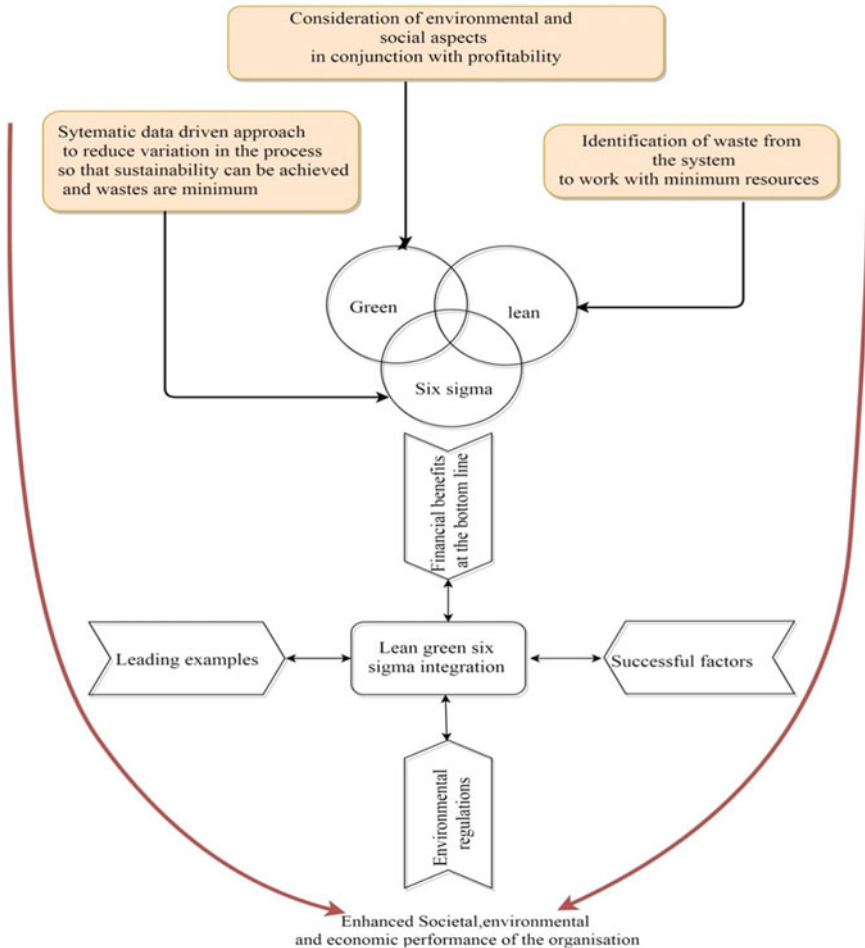 Consideration of environmental and
social aspects
in conjunction with profitability
Sytematic data driven approach
to reduce variation in the process
so that sustainability can be achieved
and wastes are minimum
Identification of waste from
the system
to work with minimum resources
Green
lean
Six sigma
Financial benefits
at the bottom line
Leading examples
Lean green six
sigma integration
Successful factors
Environmental
regulations
Enhanced Societal,environmental
and economic performance of the organisation